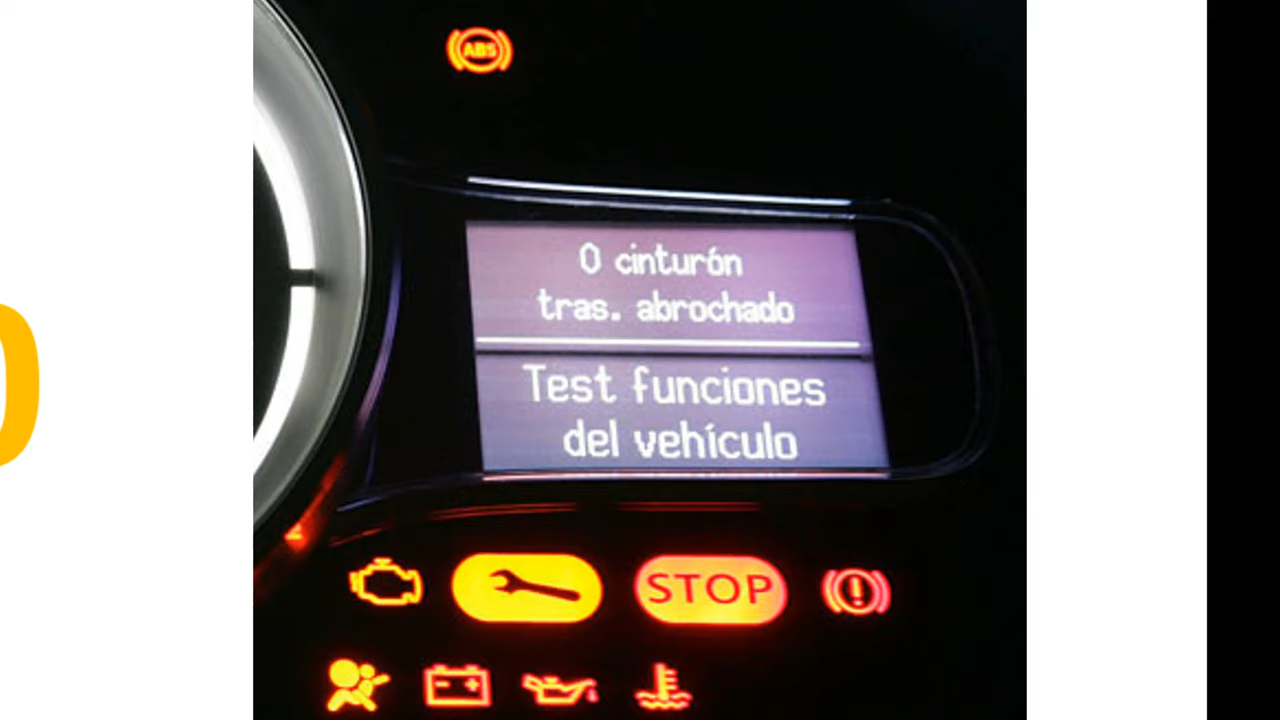 ABS
0 cinturón
tras. abrochado
Test funciones
del vehículo
STOP